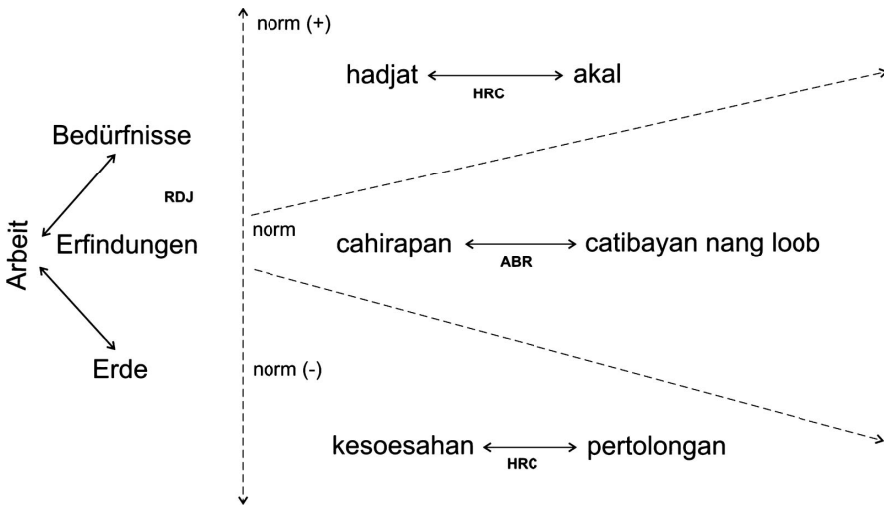 norm (+)
hadjat
akal
HRC
Bedürfnisse
RDJ
Arbeit
Erfindungen
norm
cahirapan
catibayan nang loob
ABR
Erde
norm (-)
kesoesahan
pertolongan
HRC